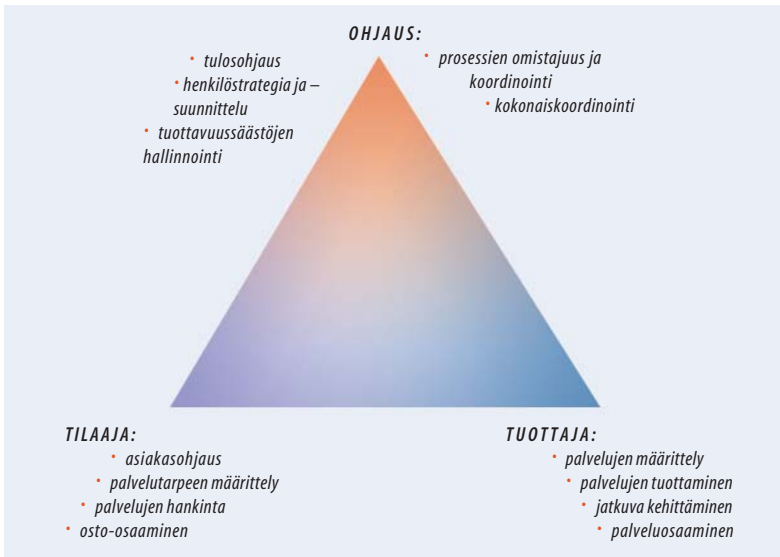 OHJAUS:
• tulosohjaus
• henkilöstrategia ja –
suunnittelu
• tuottavuussäästöjen
hallinnointi
• prosessien omistajuus ja
koordinointi
• kokonaiskoordinointi
TILAAJA:
• asiakasohjaus
• palvelutarpeen määrittely
• palvelujen hankinta
• osto-osaaminen
TUOTTAJA:
• palvelujen määrittely
• palvelujen tuottaminen
• jatkuva kehittäminen
• palveluosaaminen